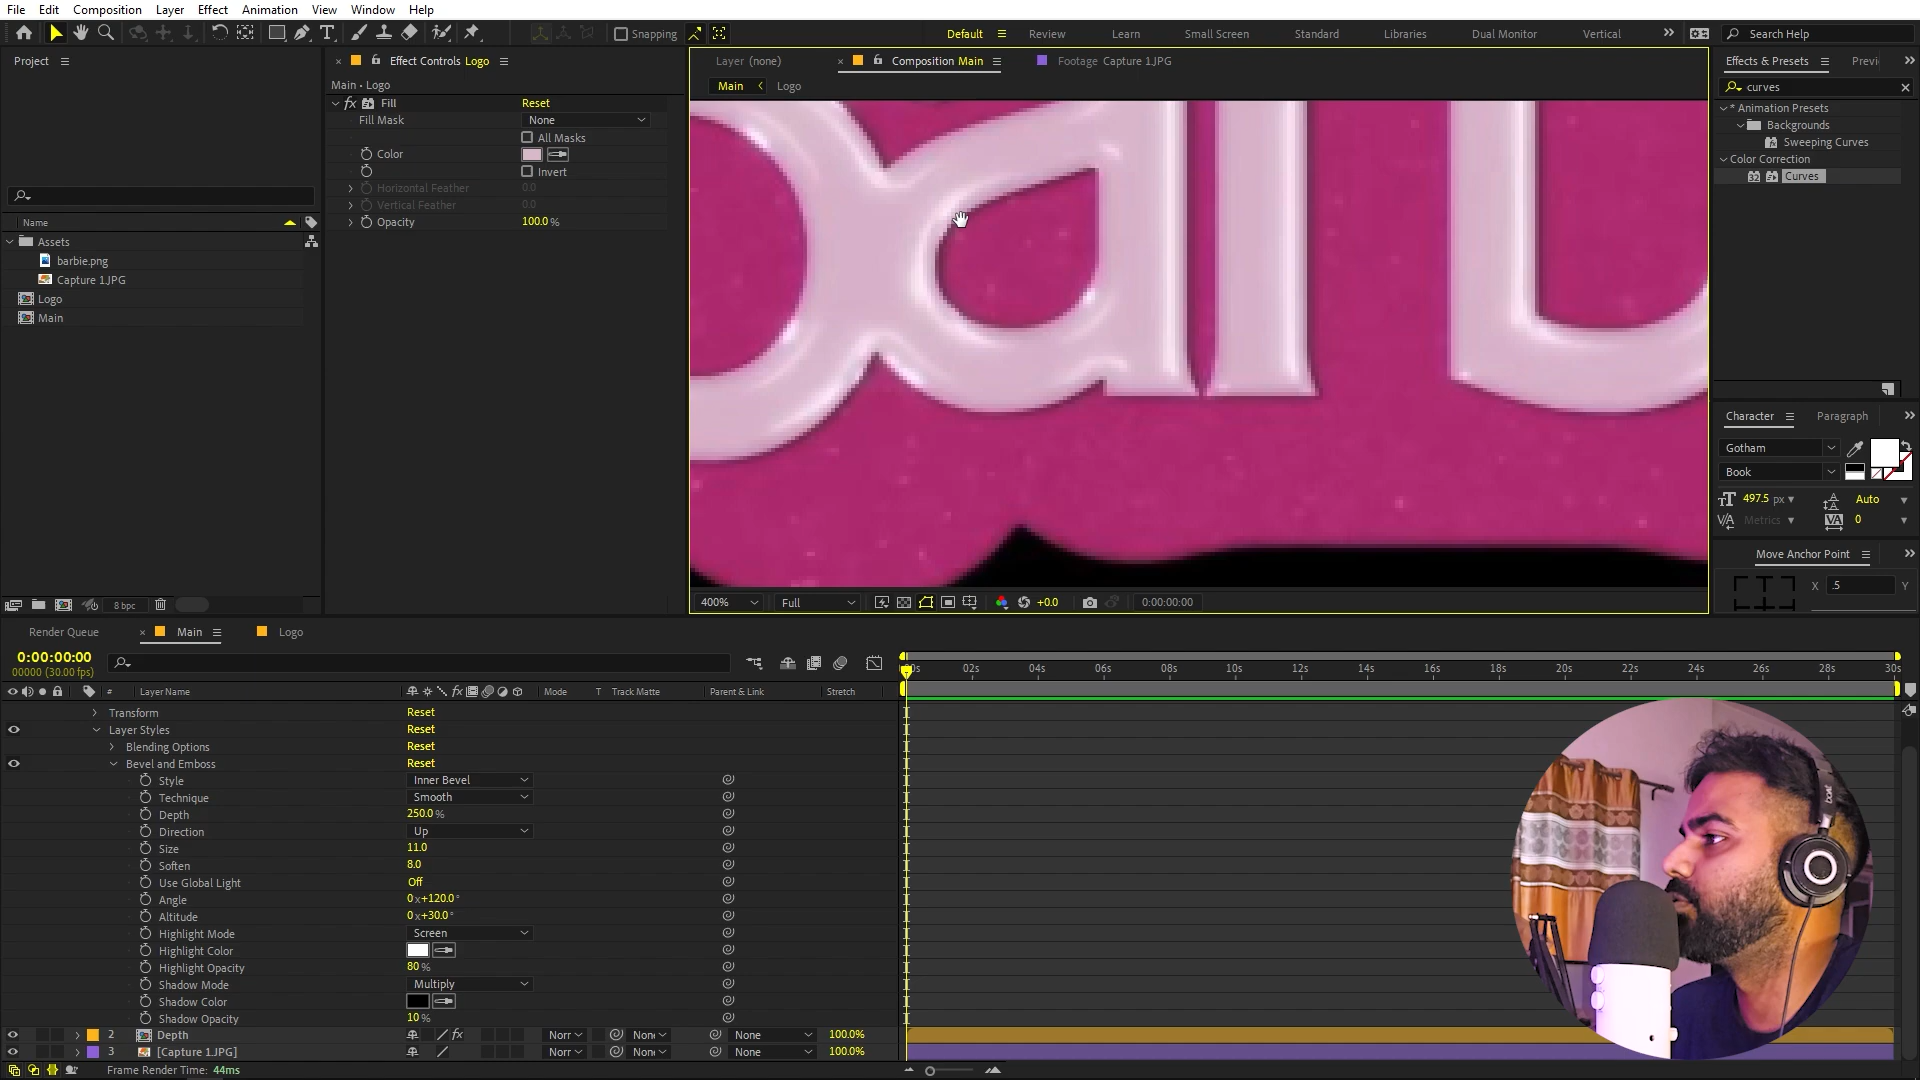 File Edit Composition Layer Effect Animation View Window Help
Snapping
Default Review Learn Small Screen Standard Libraries Dual Monitor Vertical Search Help
Project
Effect Controls Logo
Layer (none)
Composition Main
Footage Capture 1.JPG
Effects & Presets Previ
Main • Logo
Main Logo
curves
Fill Reset
Fill Mask None
All Masks
Color
Invert
Horizontal Feather 0.0
Vertical Feather 0.0
Opacity 100.0 %
* Animation Presets
Backgrounds
Sweeping Curves
Color Correction
32 Curves
Name
Assets
barbie.png
Capture 1.JPG
Logo
Main
8 bpc
400% Full +0.0 0:00:00:00
Character Paragraph
Gotham
Book
497.5 px Auto
Metrics 0
Move Anchor Point
X .5 Y
Render Queue Main Logo
0:00:00:00
00000 (30.00 fps)
# Layer Name Mode T Track Matte Parent & Link Stretch
02s 04s 06s 08s 10s 12s 14s 16s 18s 20s 22s 24s 26s 28s 30s
Transform Reset
Layer Styles Reset
Blending Options Reset
Bevel and Emboss Reset
Style Inner Bevel
Technique Smooth
Depth 250.0 %
Direction Up
Size 11.0
Soften 8.0
Use Global Light Off
Angle 0 x +120.0 °
Altitude 0 x +30.0 °
Highlight Mode Screen
Highlight Color
Highlight Opacity 80 %
Shadow Mode Multiply
Shadow Color
Shadow Opacity 10 %
2 Depth Norr None 100.0%
3 [Capture 1.JPG] Norr None 100.0%
Frame Render Time: 44ms